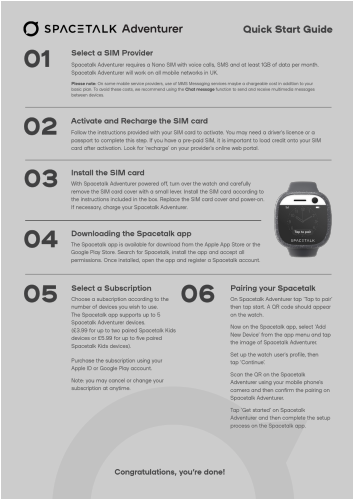 SPACETALK Adventurer
Quick Start Guide
01
Select a SIM Provider
Spacetalk Adventurer requires a Nano SIM with voice calls, SMS and at least 1GB of data per month.
Spacetalk Adventurer will work on all mobile networks in UK.
Please note: On some mobile service providers, use of MMS Messaging services maybe a chargeable cost in addition to your
basic plan. To avoid these costs, we recommend using the Chat message function to send and receive multimedia messages
between devices.
02
Activate and Recharge the SIM card
Follow the instructions provided with your SIM card to activate. You may need a driver's licence or a
passport to complete this step. If you have a pre-paid SIM, it is important to load credit onto your SIM
card after activation. Look for 'recharge' on your provider's online web portal.
03
Install the SIM card
With Spacetalk Adventurer powered off, turn over the watch and carefully
remove the SIM card cover with a small lever. Install the SIM card according to
the instructions included in the box. Replace the SIM card cover and power-on.
If necessary, charge your Spacetalk Adventurer.
Tap to pair
SPACETALK
04
Downloading the Spacetalk app
The Spacetalk app is available for download from the Apple App Store or the
Google Play Store. Search for Spacetalk, install the app and accept all
permissions. Once installed, open the app and register a Spacetalk account.
05
Select a Subscription
Choose a subscription according to the
number of devices you wish to use.
The Spacetalk app supports up to 5
Spacetalk Adventurer devices.
(£3.99 for up to two paired Spacetalk Kids
devices or £5.99 for up to five paired
Spacetalk Kids devices).
Purchase the subscription using your
Apple ID or Google Play account.
Note: you may cancel or change your
subscription at anytime.
06
Pairing your Spacetalk
On Spacetalk Adventurer tap 'Tap to pair'
then tap start. A QR code should appear
on the watch.
Now on the Spacetalk app, select 'Add
New Device' from the app menu and tap
the image of Spacetalk Adventurer.
Set up the watch user's profile, then
tap 'Continue'.
Scan the QR on the Spacetalk
Adventurer using your mobile phone's
camera and then confirm the pairing on
Spacetalk Adventurer.
Tap 'Get started' on Spacetalk
Adventurer and then complete the setup
process on the Spacetalk app.
Congratulations, you're done!